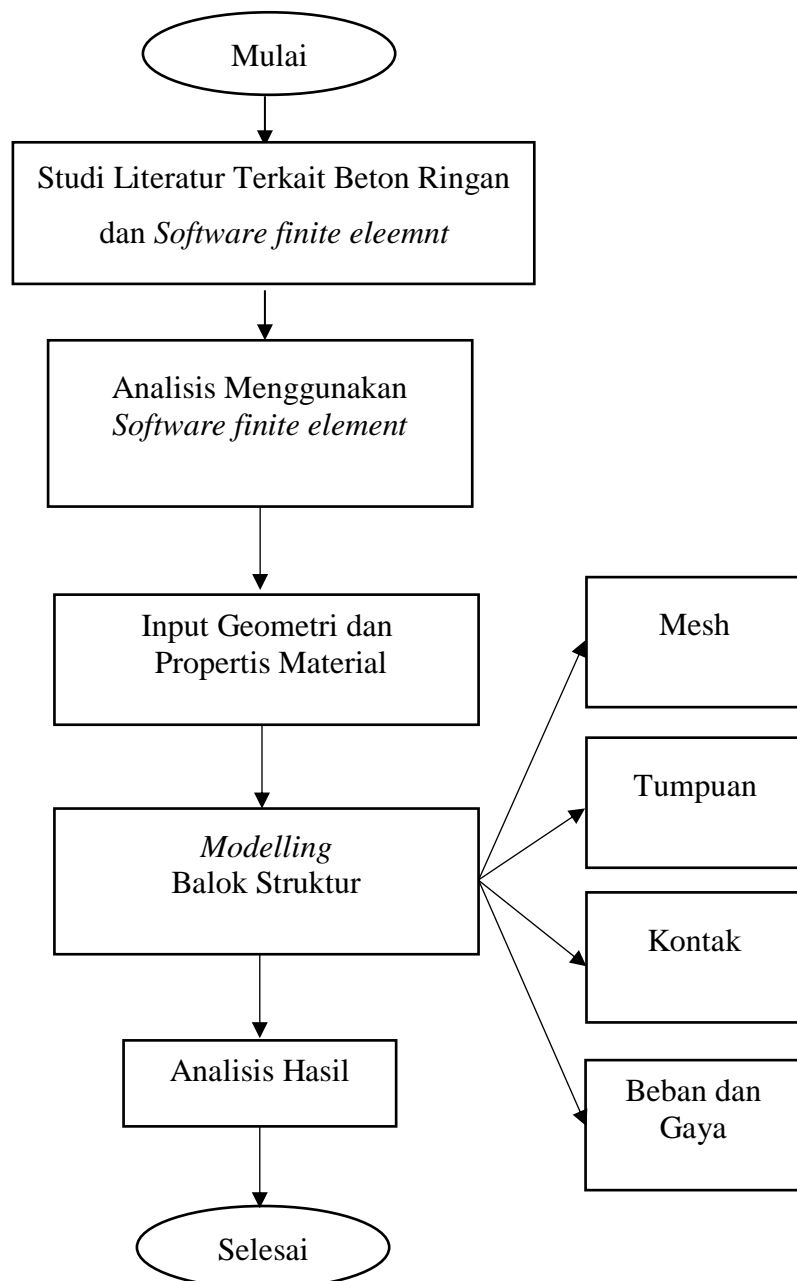 Mulai
Studi Literatur Terkait Beton Ringan
dan Software finite eleemnt
Analisis Menggunakan
Software finite element
Input Geometri dan
Propertis Material
Modelling
Balok Struktur
Mesh
Tumpuan
Kontak
Beban dan
Gaya
Analisis Hasil
Selesai